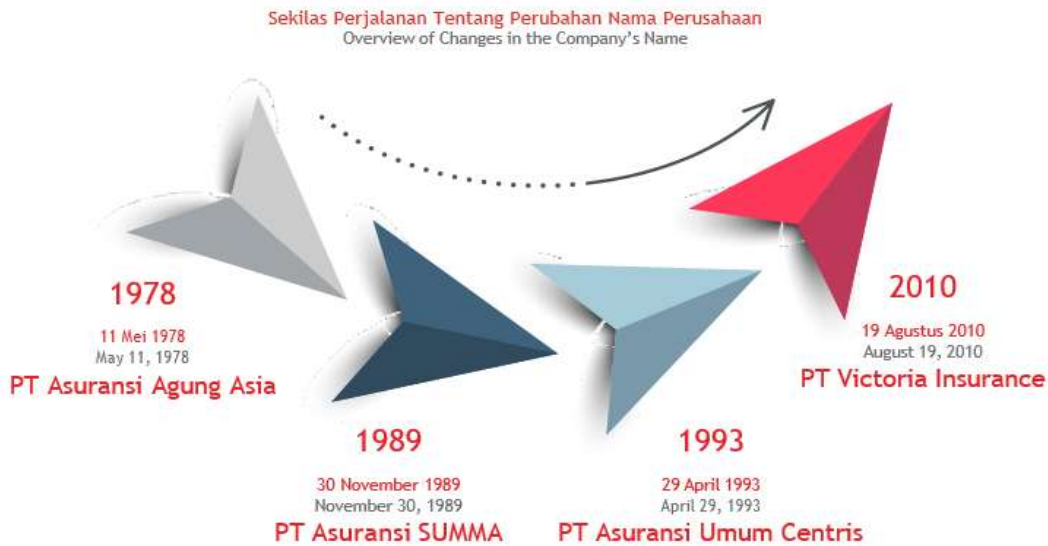 Sekilas Perjalanan Tentang Perubahan Nama Perusahaan
Overview of Changes in the Company's Name
1978
11 Mei 1978
May 11, 1978
PT Asuransi Agung Asia
1989
30 November 1989
November 30, 1989
PT Asuransi SUMMA
1993
29 April 1993
April 29, 1993
PT Asuransi Umum Centris
2010
19 Agustus 2010
August 19, 2010
PT Victoria Insurance